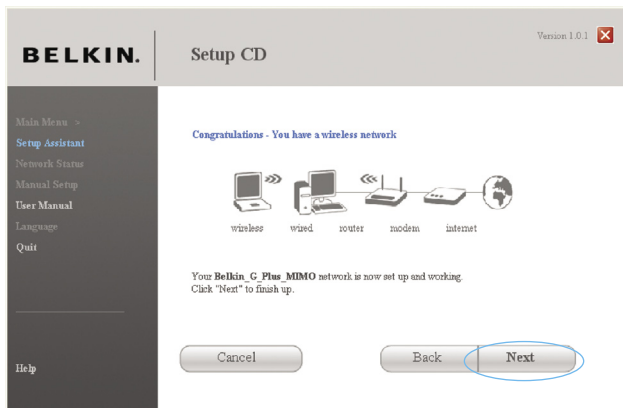 BELKIN.
Setup CD
Version 1.0.1
Main Menu >
Setup Assistant
Network Status
Manual Setup
User Manual
Language
Quit
Help
Congratulations - You have a wireless network
wireless wired router modem internet
Your Belkin_G_Plus_MIMO network is now set up and working.
Click "Next" to finish up.
Cancel Back Next